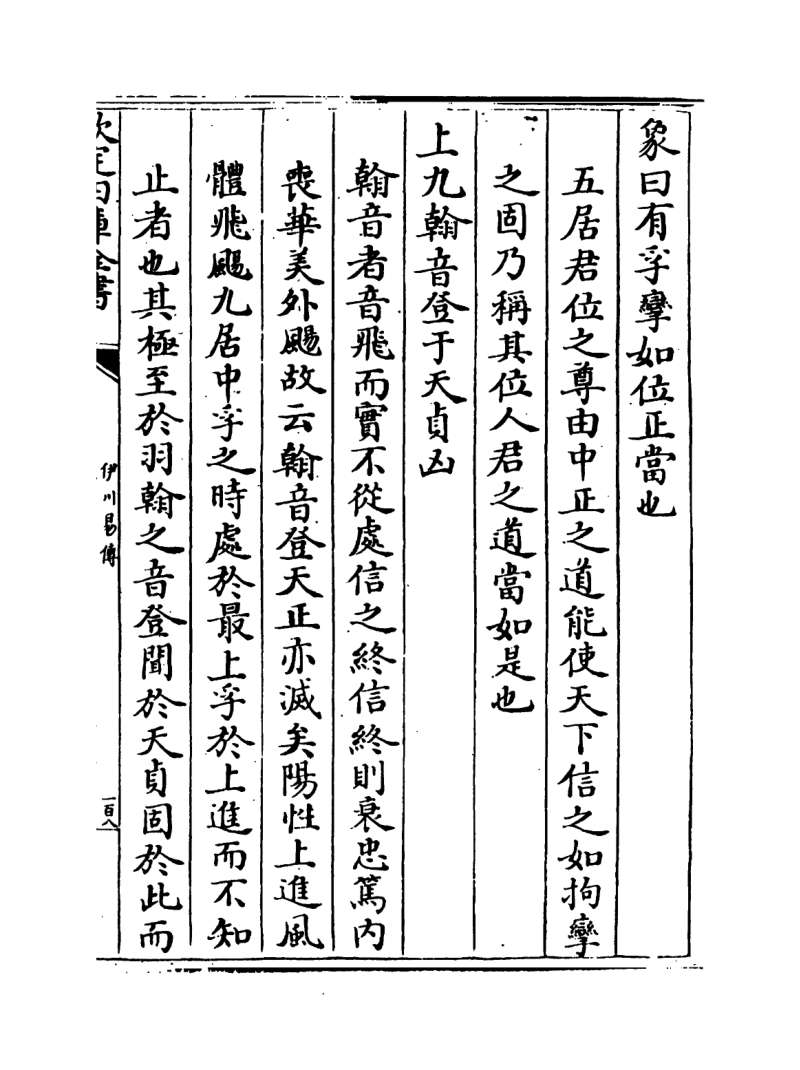 象曰有孚攣如位正當也
五居君位之尊由中正之道能使天下信之如拘攣
之固乃稱其位人君之道當如是也
上九翰音登于天貞凶
翰音者音飛而實不從處信之終信終則衰忠篤内
喪華美外颺故云翰音登天正亦滅矣陽性上進風
體飛颺九居中孚之時處於最上孚於上進而不知
止者也其極至於羽翰之音登聞於天貞固於此而
欽定四庫全書
伊川易傳
一百八